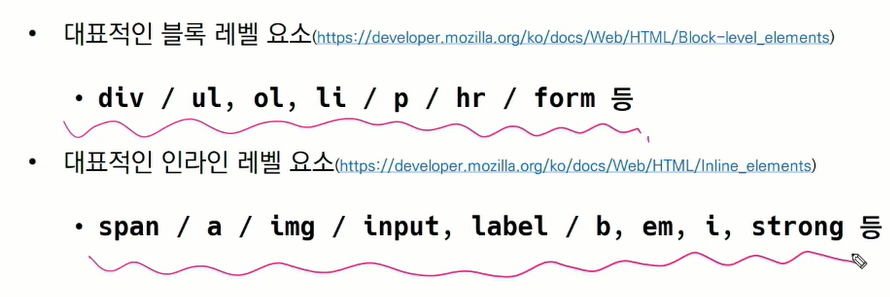 • 대표적인 블록 레벨 요소(https://developer.mozilla.org/ko/docs/Web/HTML/Block-level_elements)
• div / ul, ol, li / p / hr / form 등
• 대표적인 인라인 레벨 요소(https://developer.mozilla.org/ko/docs/Web/HTML/Inline_elements)
• span / a / img / input, label / b, em, i, strong 등